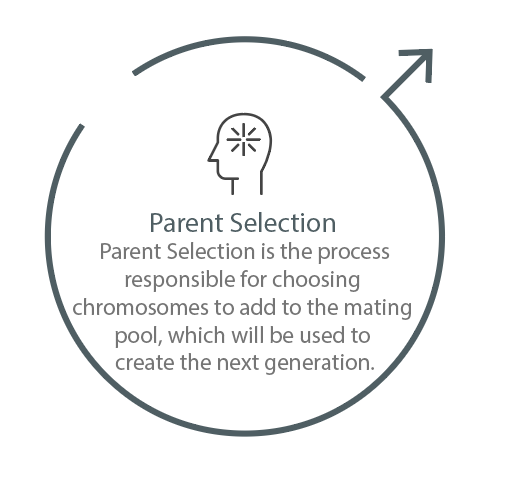 Parent Selection
Parent Selection is the process
responsible for choosing
chromosomes to add to the mating
pool, which will be used to
create the next generation.